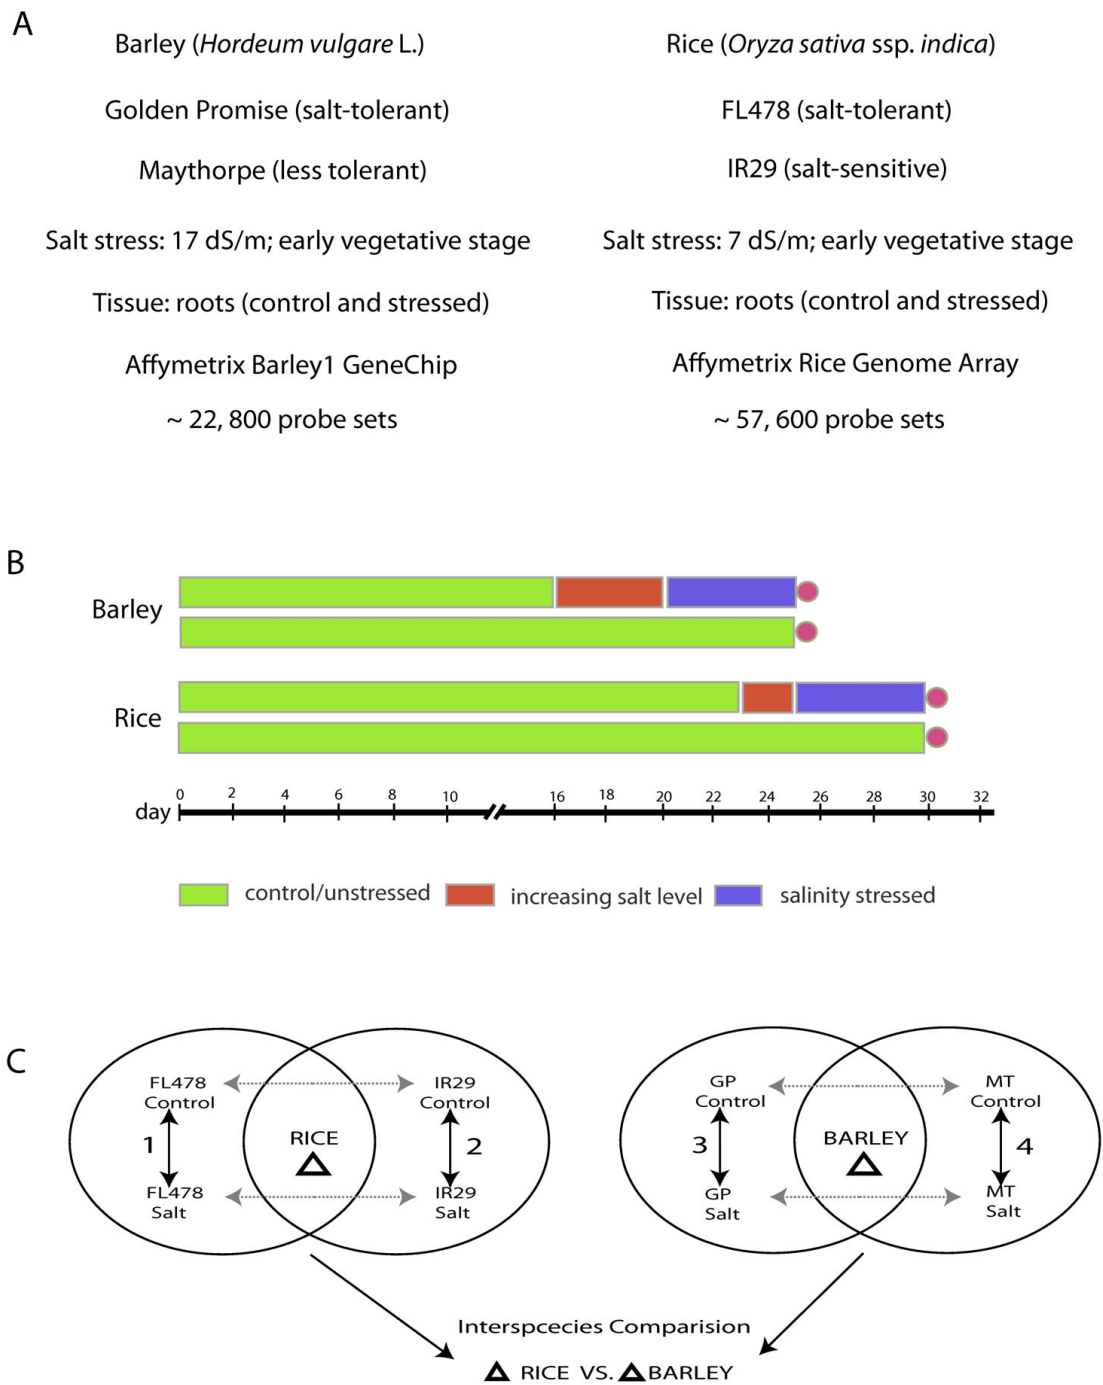 A
Barley (Hordeum vulgare L.)
Rice (Oryza sativa ssp. indica)
Golden Promise (salt-tolerant)
FL478 (salt-tolerant)
Maythorpe (less tolerant)
IR29 (salt-sensitive)
Salt stress: 17 dS/m; early vegetative stage
Salt stress: 7 dS/m; early vegetative stage
Tissue: roots (control and stressed)
Tissue: roots (control and stressed)
Affymetrix Barley1 GeneChip
Affymetrix Rice Genome Array
~ 22, 800 probe sets
~ 57, 600 probe sets
B
Barley
Rice
day
0 2 4 6 8 10 16 18 20 22 24 26 28 30 32
control/unstressed
increasing salt level
salinity stressed
C
FL478
Control
IR29
Control
1
RICE
2
FL478
Salt
IR29
Salt
GP
Control
MT
Control
3
BARLEY
4
GP
Salt
MT
Salt
Interspcecies Comparision
RICE VS. BARLEY